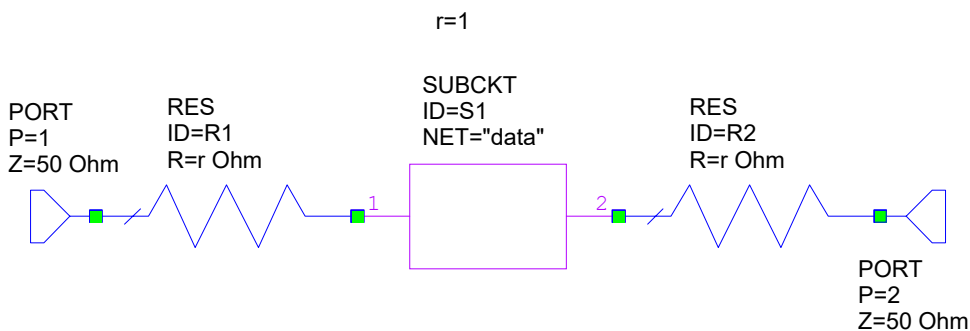 r=1
PORT
P=1
Z=50 Ohm
RES
ID=R1
R=r Ohm
SUBCKT
ID=S1
NET="data"
RES
ID=R2
R=r Ohm
1
2
PORT
P=2
Z=50 Ohm